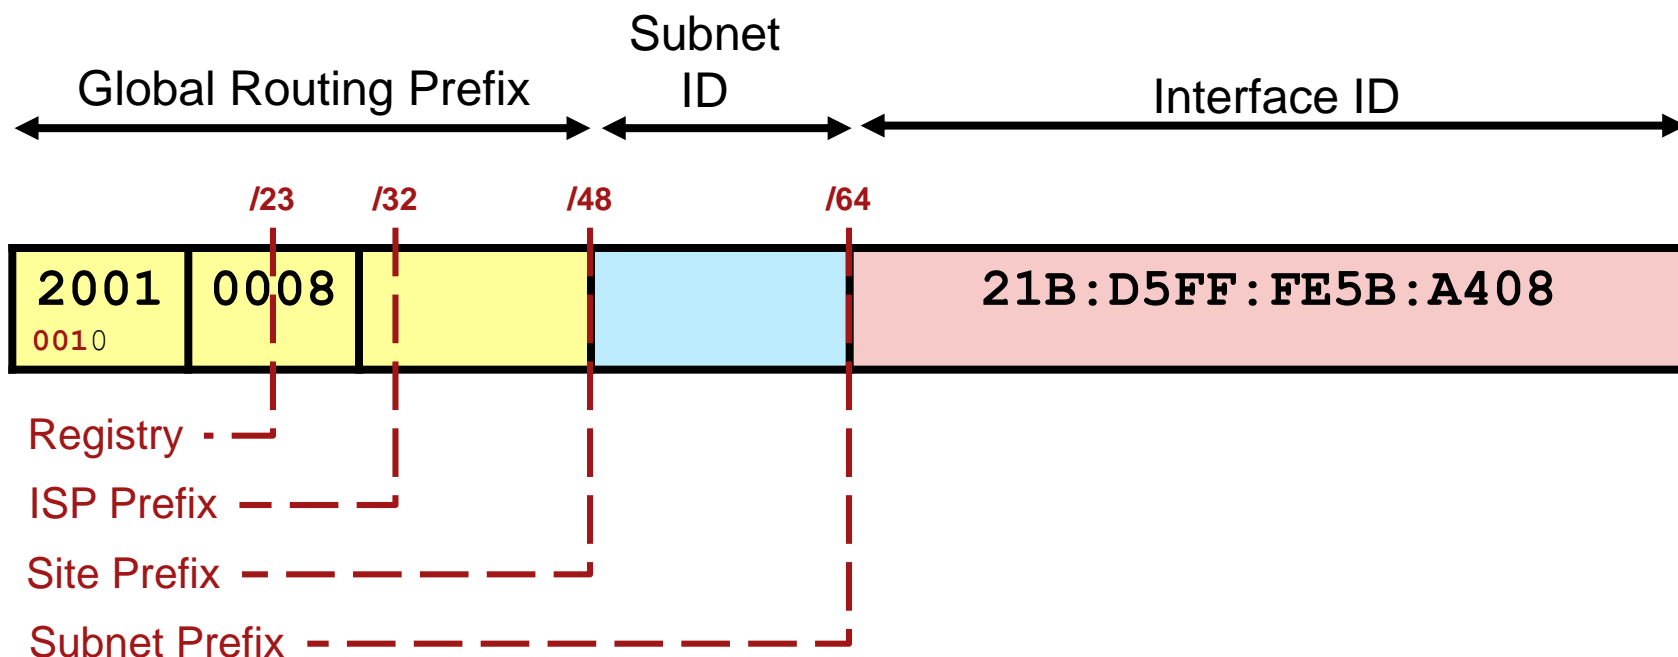 Subnet
ID
Global Routing Prefix
Interface ID
/23 /32 /48 /64
2001 0008 21B:D5FF:FE5B:A408
0010
Registry
ISP Prefix
Site Prefix
Subnet Prefix